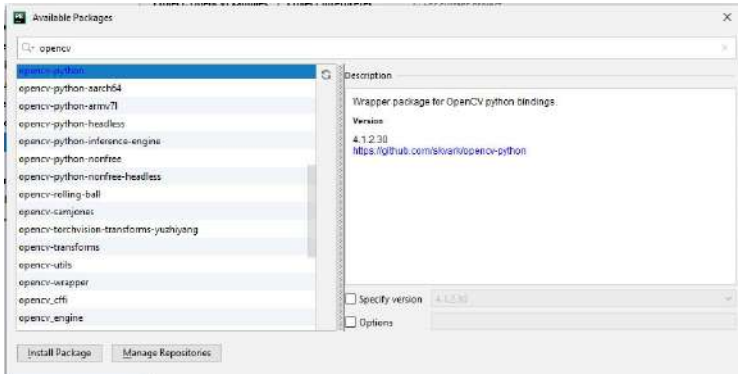 Available Packages
opencv
opencv-python
opencv-python-aarch64
opencv-python-armv7l
opencv-python-headless
opencv-python-inference-engine
opencv-python-nonfree
opencv-python-nonfree-headless
opencv-rolling-ball
opencv-samjones
opencv-torchvision-transforms-yuzhiyang
opencv-transforms
opencv-utils
opencv-wrapper
opencv_cffi
opencv_engine
Description
Wrapper package for OpenCV python bindings.
Version
4.1.2.30
https://github.com/skvark/opencv-python
Specify version 4.1.2.30
Options
Install Package Manage Repositories